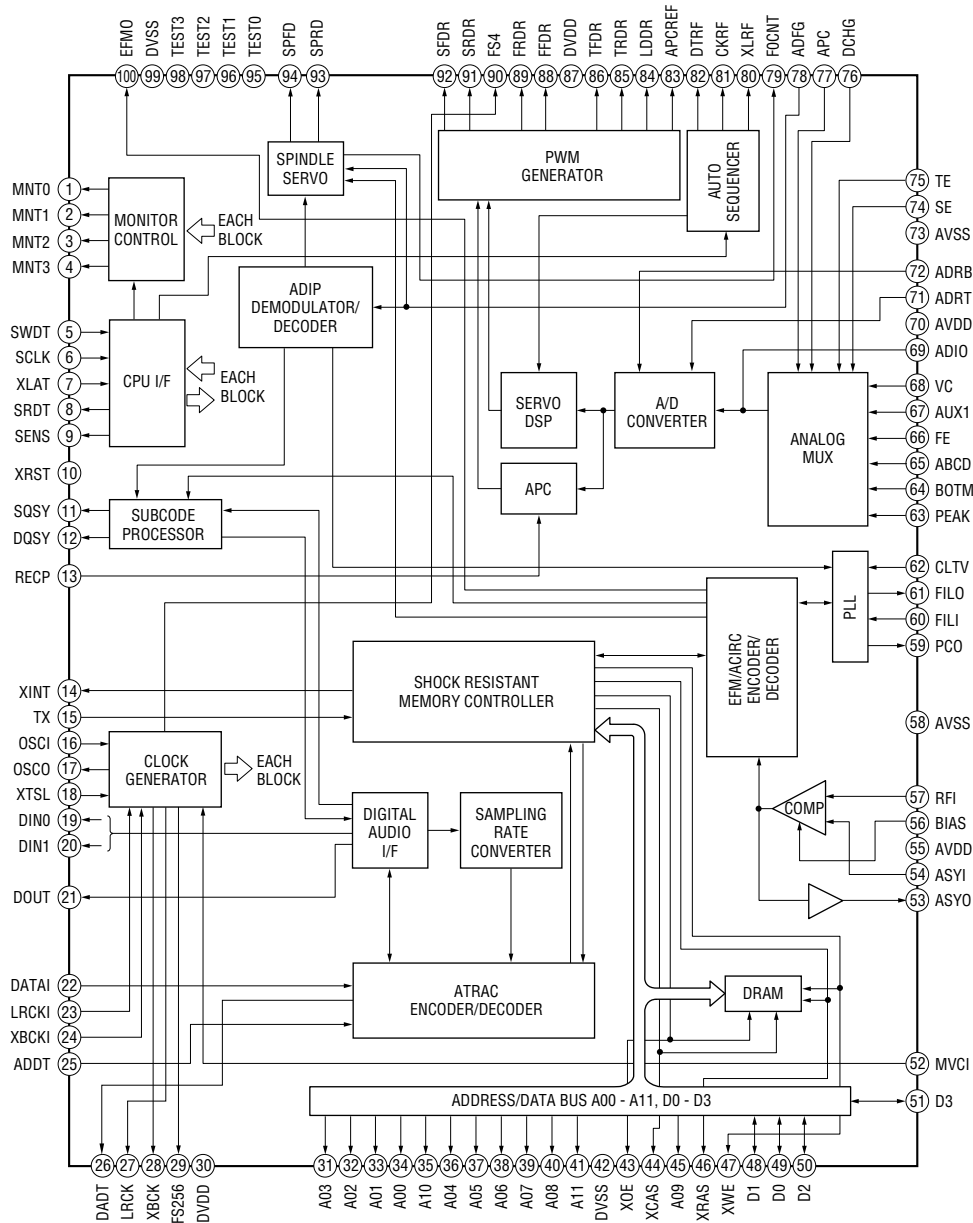 EFMO
DVSS
TEST3
TEST2
TEST1
TEST0
SPFD
SPRD
SFDR
SRDR
FS4
FRDR
FFDR
DVDD
TFDR
TRDR
LDDR
APCREF
DTRF
CKRF
XLRF
F0CNT
ADFG
APC
DCHG
100 99 98 97 96 95 94 93 92 91 90 89 88 87 86 85 84 83 82 81 80 79 78 77 76
SPINDLE
SERVO
PWM
GENERATOR
AUTO
SEQUENCER
MNT0 1
MNT1 2
MNT2 3
MNT3 4
MONITOR
CONTROL
EACH
BLOCK
ADIP
DEMODULATOR/
DECODER
75 TE
74 SE
73 AVSS
72 ADRB
71 ADRT
70 AVDD
69 ADIO
68 VC
67 AUX1
66 FE
65 ABCD
64 BOTM
63 PEAK
SWDT 5
SCLK 6
XLAT 7
SRDT 8
SENS 9
CPU I/F
EACH
BLOCK
SERVO
DSP
A/D
CONVERTER
ANALOG
MUX
XRST 10
SQSY 11
DQSY 12
RECP 13
SUBCODE
PROCESSOR
APC
62 CLTV
61 FILO
60 FILI
59 PCO
PLL
EFM/ACIRC
ENCODER/
DECODER
SHOCK RESISTANT
MEMORY CONTROLLER
XINT 14
TX 15
OSCI 16
OSCO 17
XTSL 18
DIN0 19
DIN1 20
DOUT 21
CLOCK
GENERATOR
EACH
BLOCK
DIGITAL
AUDIO
I/F
SAMPLING
RATE
CONVERTER
58 AVSS
57 RFI
56 BIAS
55 AVDD
54 ASYI
53 ASYO
COMP
DATAI 22
LRCKI 23
XBCKI 24
ADDT 25
ATRAC
ENCODER/DECODER
DRAM
52 MVCI
51 D3
ADDRESS/DATA BUS A00 - A11, D0 - D3
26 27 28 29 30 31 32 33 34 35 36 37 38 39 40 41 42 43 44 45 46 47 48 49 50
DADT
LRCK
XBCK
FS256
DVDD
A03
A02
A01
A00
A10
A04
A05
A06
A07
A08
A11
DVSS
XOE
XCAS
A09
XRAS
XWE
D1
D0
D2